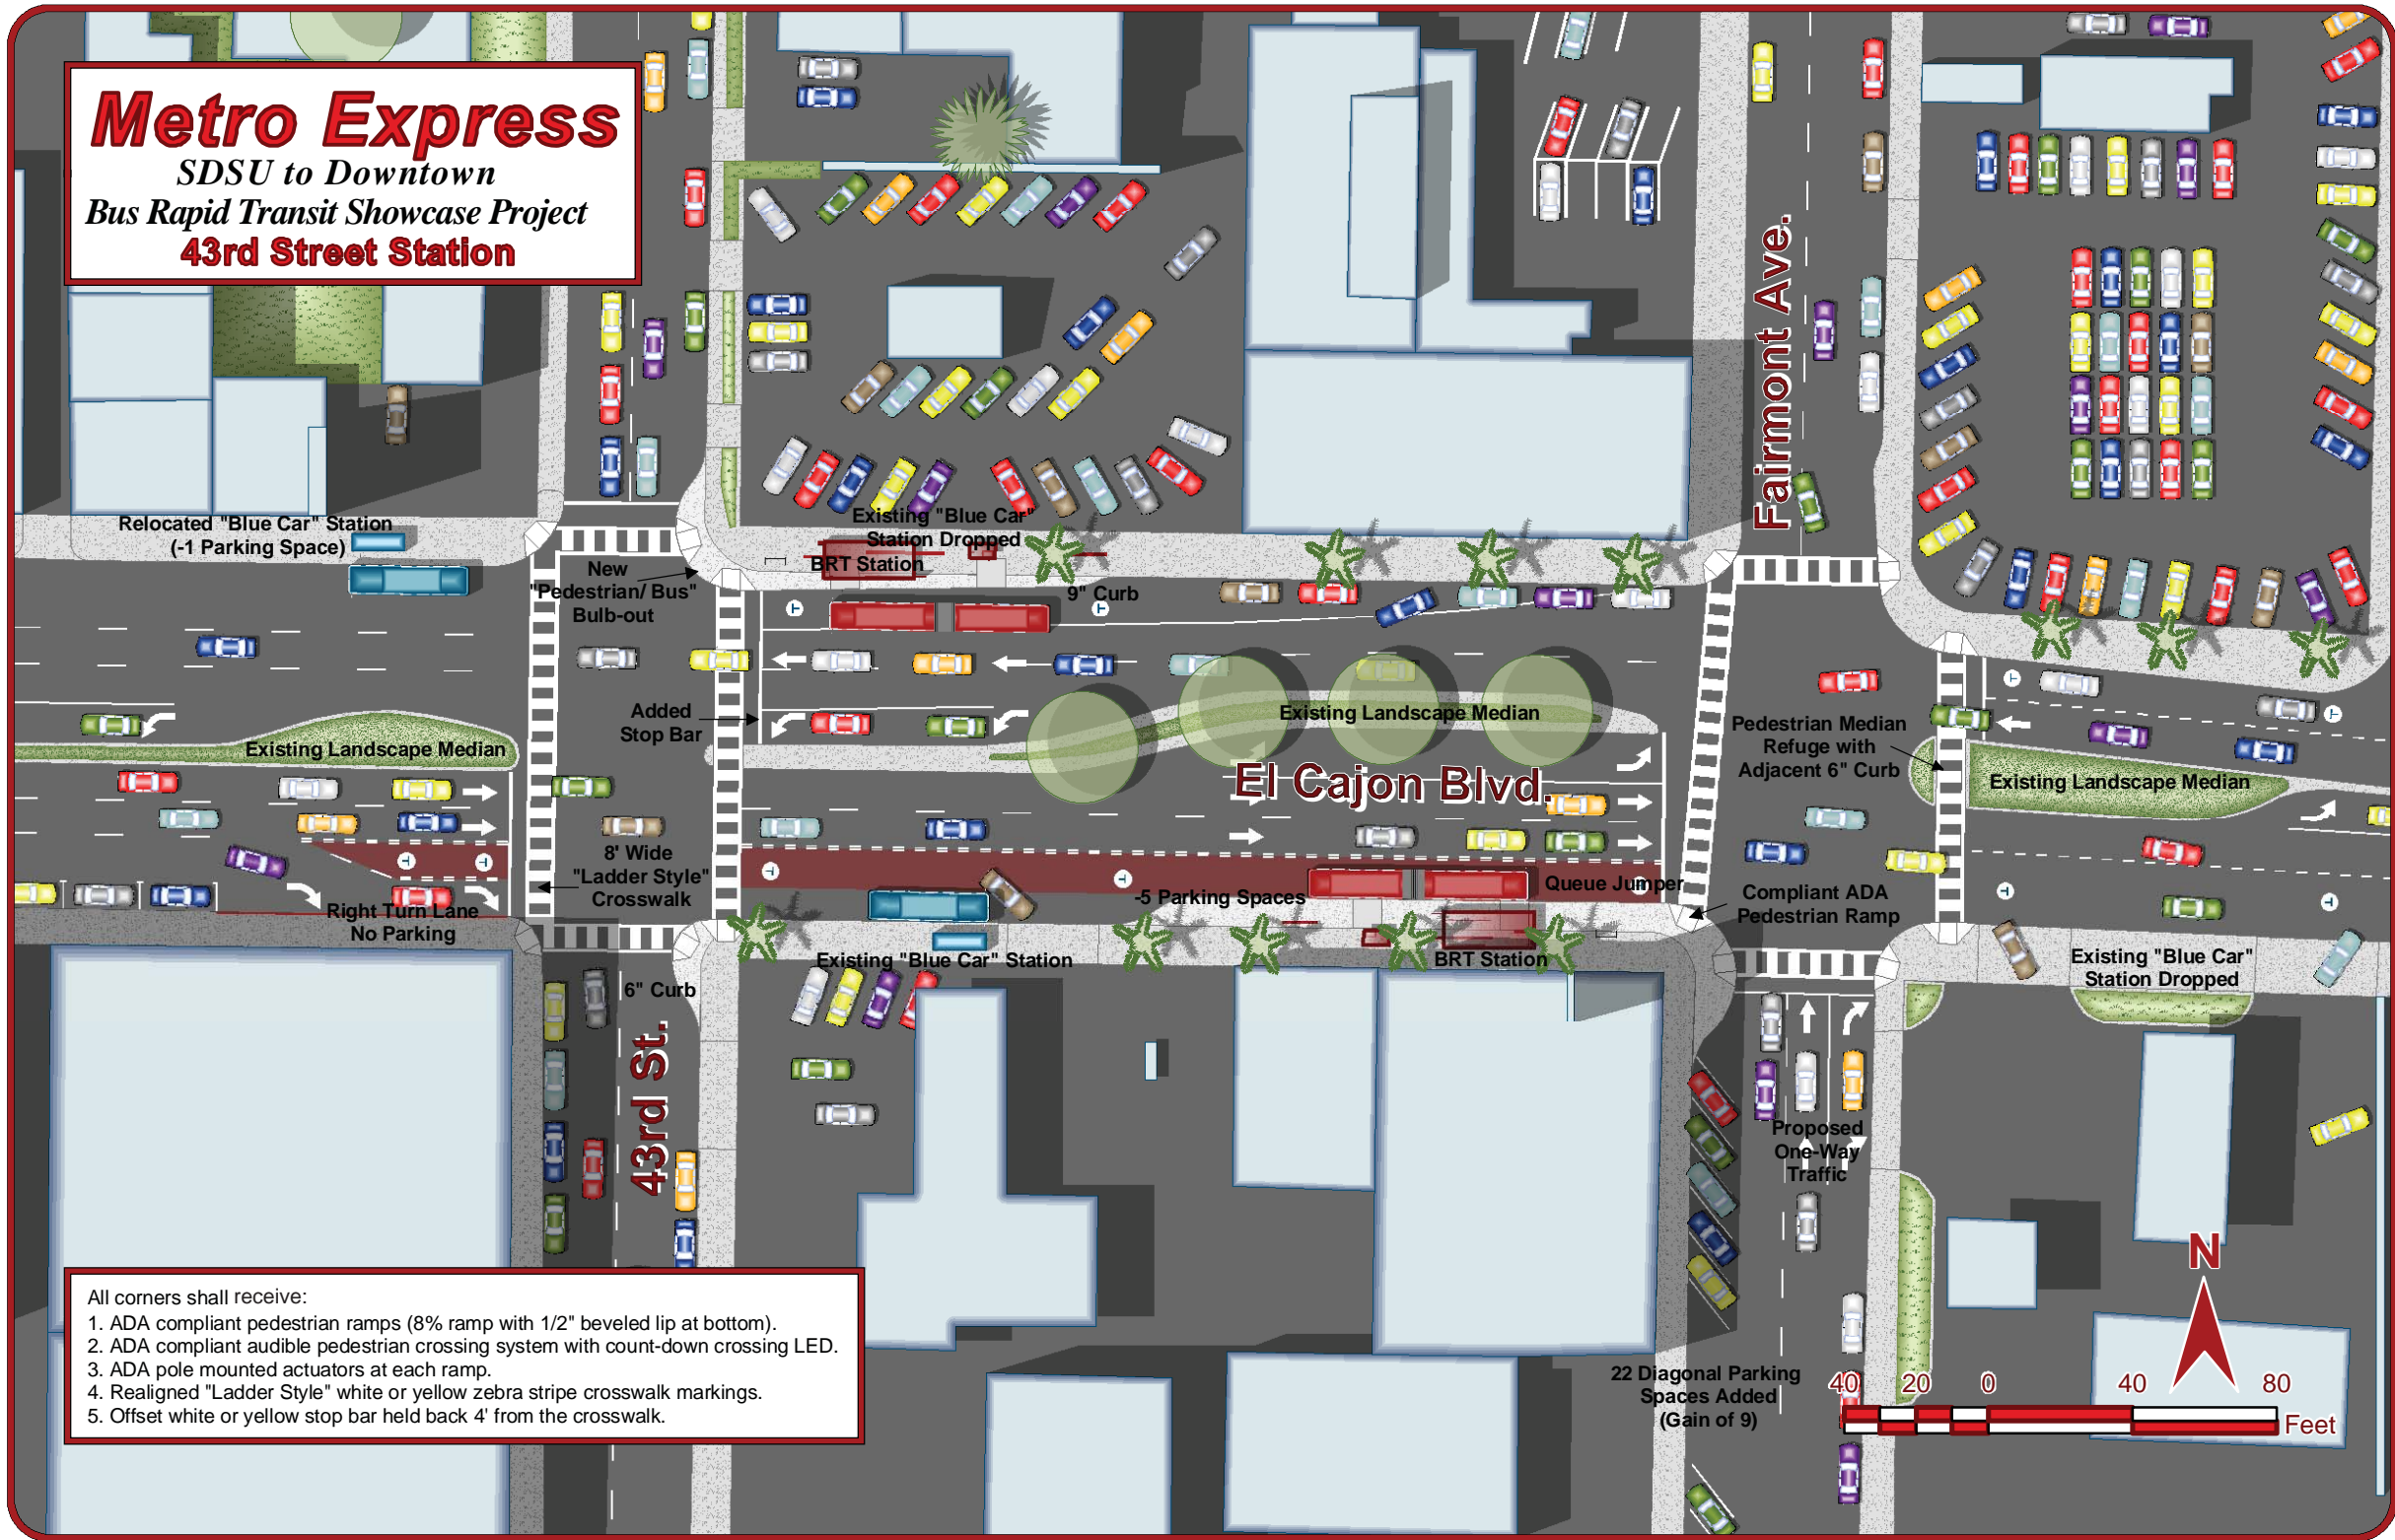 Metro Express
SDSU to Downtown
Bus Rapid Transit Showcase Project
43rd Street Station
Fairmont Ave.
Relocated "Blue Car" Station
(-1 Parking Space)
Existing "Blue Car"
Station Dropped
BRT Station
New
"Pedestrian/ Bus"
Bulb-out
9" Curb
T
T
Added
Stop Bar
Existing Landscape Median
Existing Landscape Median
El Cajon Blvd.
Pedestrian Median
Refuge with
Adjacent 6" Curb
T
T
Existing Landscape Median
8' Wide
"Ladder Style"
Crosswalk
T
T
T
T
T
Right Turn Lane
No Parking
-5 Parking Spaces
Queue Jumper
Compliant ADA
Pedestrian Ramp
T
T
Existing "Blue Car" Station
BRT Station
Existing "Blue Car"
Station Dropped
6" Curb
43rd St.
Proposed
One-Way
Traffic
All corners shall receive:
1. ADA compliant pedestrian ramps (8% ramp with 1/2" beveled lip at bottom).
2. ADA compliant audible pedestrian crossing system with count-down crossing LED.
3. ADA pole mounted actuators at each ramp.
4. Realigned "Ladder Style" white or yellow zebra stripe crosswalk markings.
5. Offset white or yellow stop bar held back 4' from the crosswalk.
22 Diagonal Parking
Spaces Added
(Gain of 9)
N
40 20 0 40 80
Feet